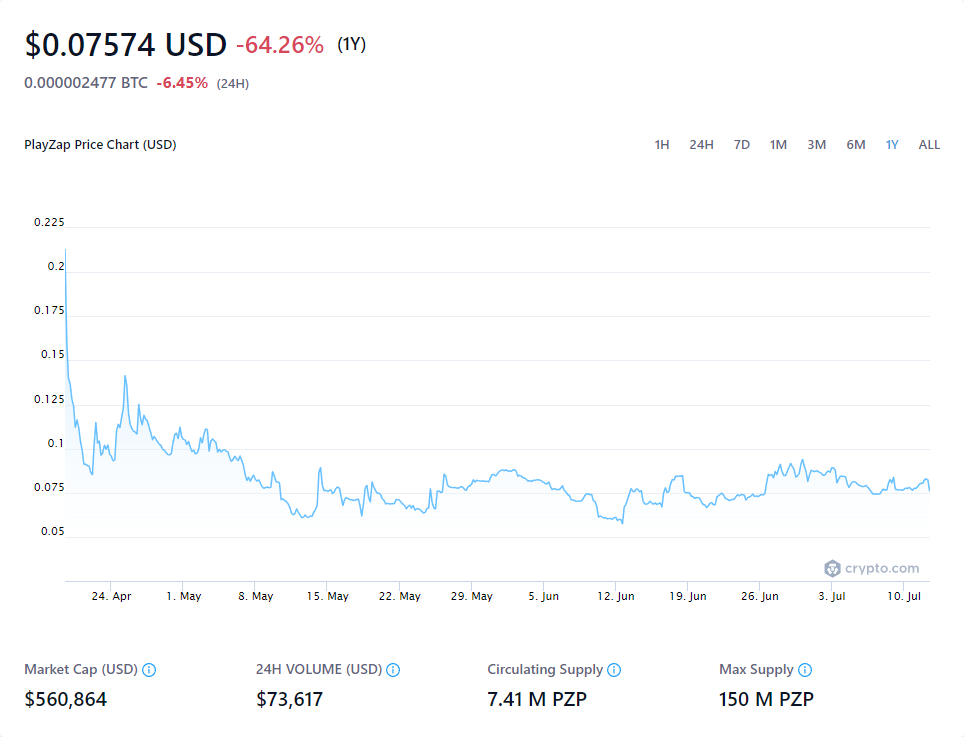 $0.07574 USD -64.26% (1Y)
0.000002477 BTC -6.45% (24H)
PlayZap Price Chart (USD) 1H 24H 7D 1M 3M 6M 1Y ALL
0.225
0.2
0.175
0.15
0.125
0.1
0.075
0.05
crypto.com
24. Apr 1. May 8. May 15. May 22. May 29. May 5. Jun 12. Jun 19. Jun 26. Jun 3. Jul 10. Jul
Market Cap (USD) 24H VOLUME (USD) Circulating Supply Max Supply
$560,864 $73,617 7.41 M PZP 150 M PZP